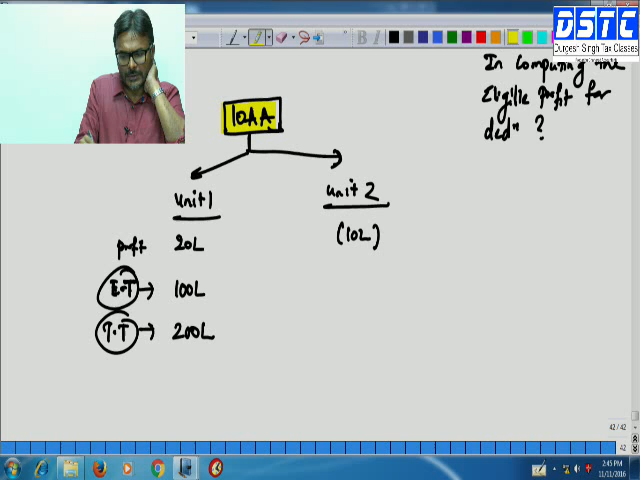 DSTC
Durgesh Singh Tax Classes
In computing the
Eligible profit for
dedn ?
10AA
unit 1
unit 2
profit 20L
(10L)
E.T → 100L
T.T → 200L
42 / 42
42
2:45 PM
11/11/2016